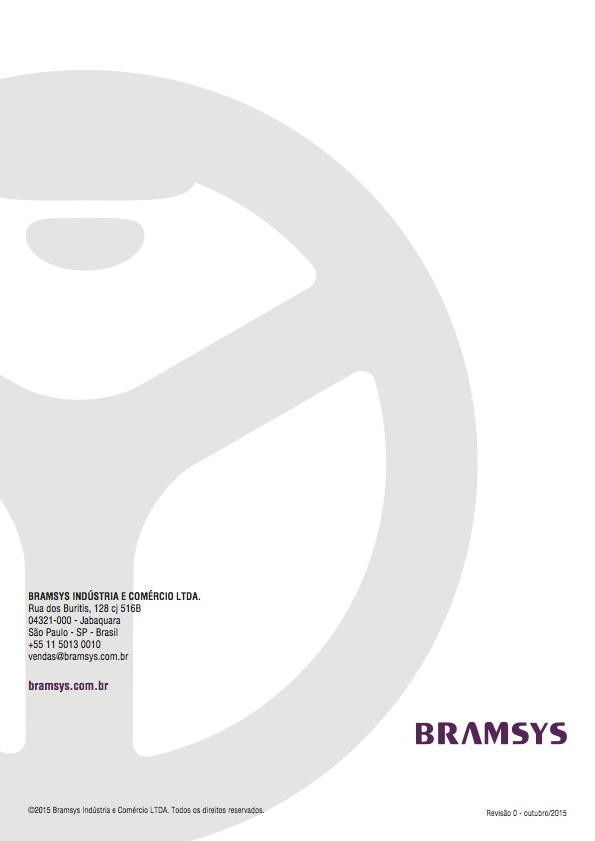 BRAMSYS INDÚSTRIA E COMÉRCIO LTDA.
Rua dos Buritis, 128 cj 516B
04321-000 - Jabaquara
São Paulo - SP - Brasil
+55 11 5013 0010
vendas@bramsys.com.br
bramsys.com.br
BRAMSYS
©2015 Bramsys Indústria e Comércio LTDA. Todos os direitos reservados.
Revisão 0 - outubro/2015